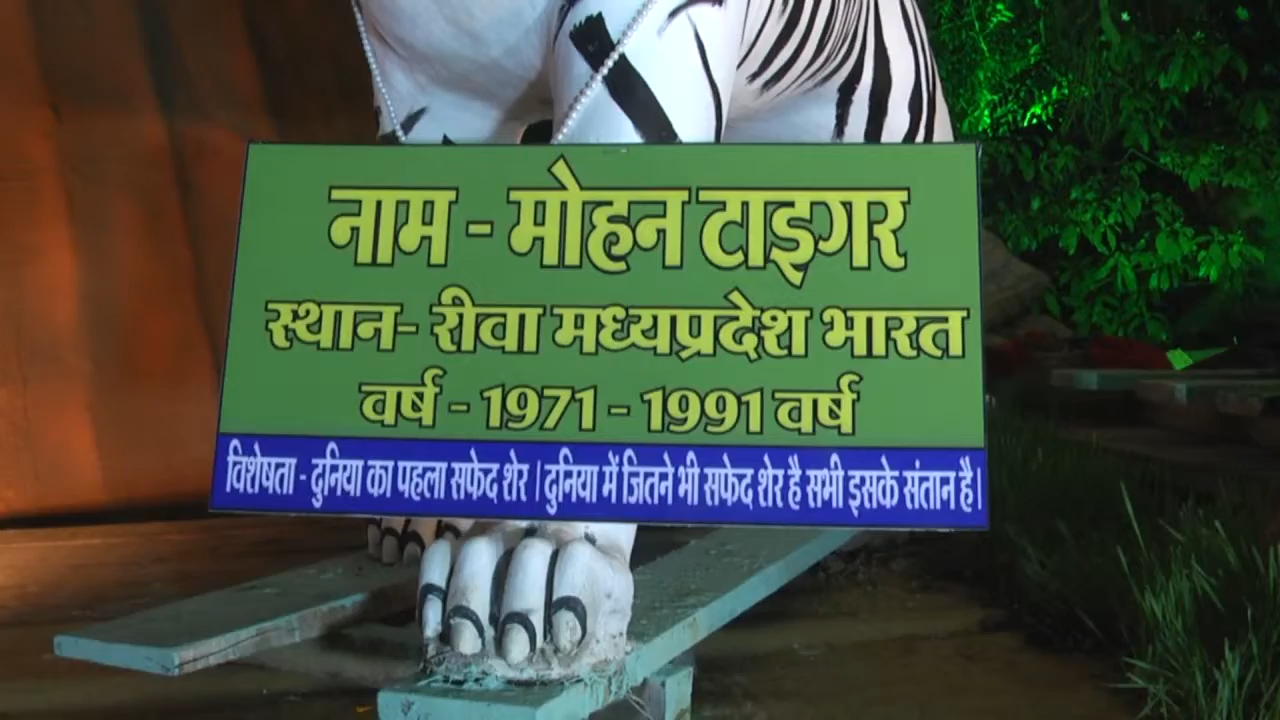 नाम - मोहन टाइगर
स्थान- रीवा मध्यप्रदेश भारत
वर्ष - 1971 - 1991 वर्ष
विशेषता - दुनिया का पहला सफेद शेर | दुनिया में जितने भी सफेद शेर है सभी इसके संतान है|